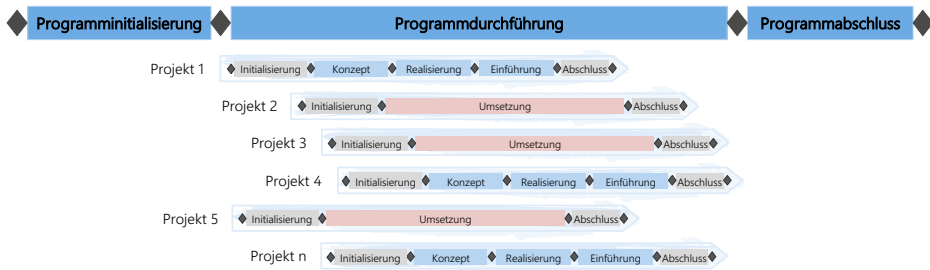 Programminitialisierung Programmdurchführung Programmabschluss
Projekt 1 Initialisierung Konzept Realisierung Einführung Abschluss
Projekt 2 Initialisierung Umsetzung Abschluss
Projekt 3 Initialisierung Umsetzung Abschluss
Projekt 4 Initialisierung Konzept Realisierung Einführung Abschluss
Projekt 5 Initialisierung Umsetzung Abschluss
Projekt n Initialisierung Konzept Realisierung Einführung Abschluss